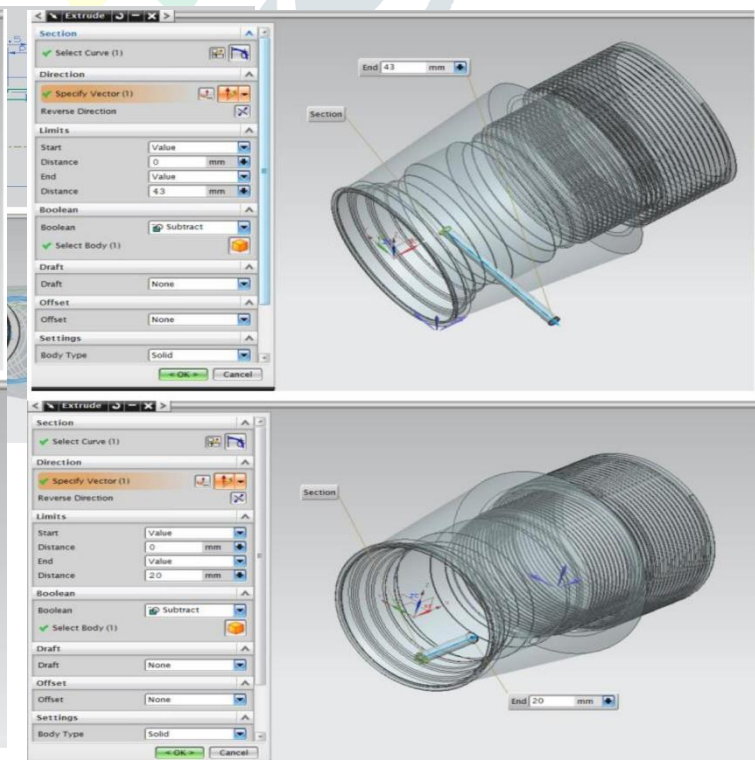 Extrude
Section
Select Curve (1)
Direction
Specify Vector (1)
Reverse Direction
Limits
Start Value
Distance 0 mm
End Value
Distance 43 mm
Boolean
Boolean Subtract
Select Body (1)
Draft
Draft None
Offset
Offset None
Settings
Body Type Solid
< OK > Cancel
End 43 mm
Section
Extrude
Section
Select Curve (1)
Direction
Specify Vector (1)
Reverse Direction
Limits
Start Value
Distance 0 mm
End Value
Distance 20 mm
Boolean
Boolean Subtract
Select Body (1)
Draft
Draft None
Offset
Offset None
Settings
Body Type Solid
< OK > Cancel
Section
End 20 mm